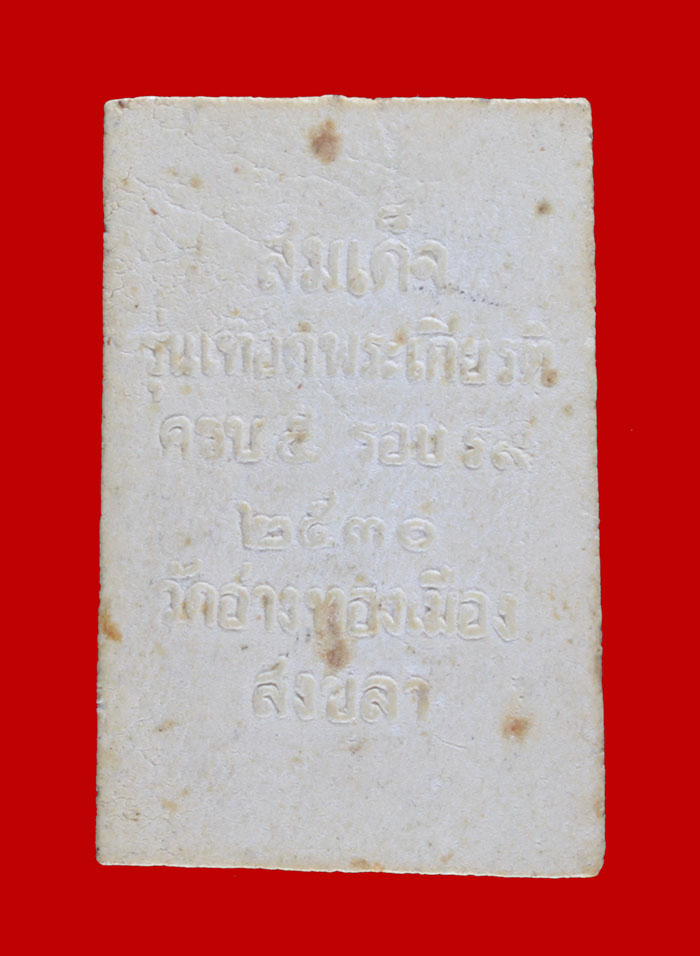 สมเด็จ
รุ่นเทิดพระเกียรติ
ครบ ๕ รอบ ร๙
๒๕๓๐
วัดอ่างทองเมือง
สงขลา